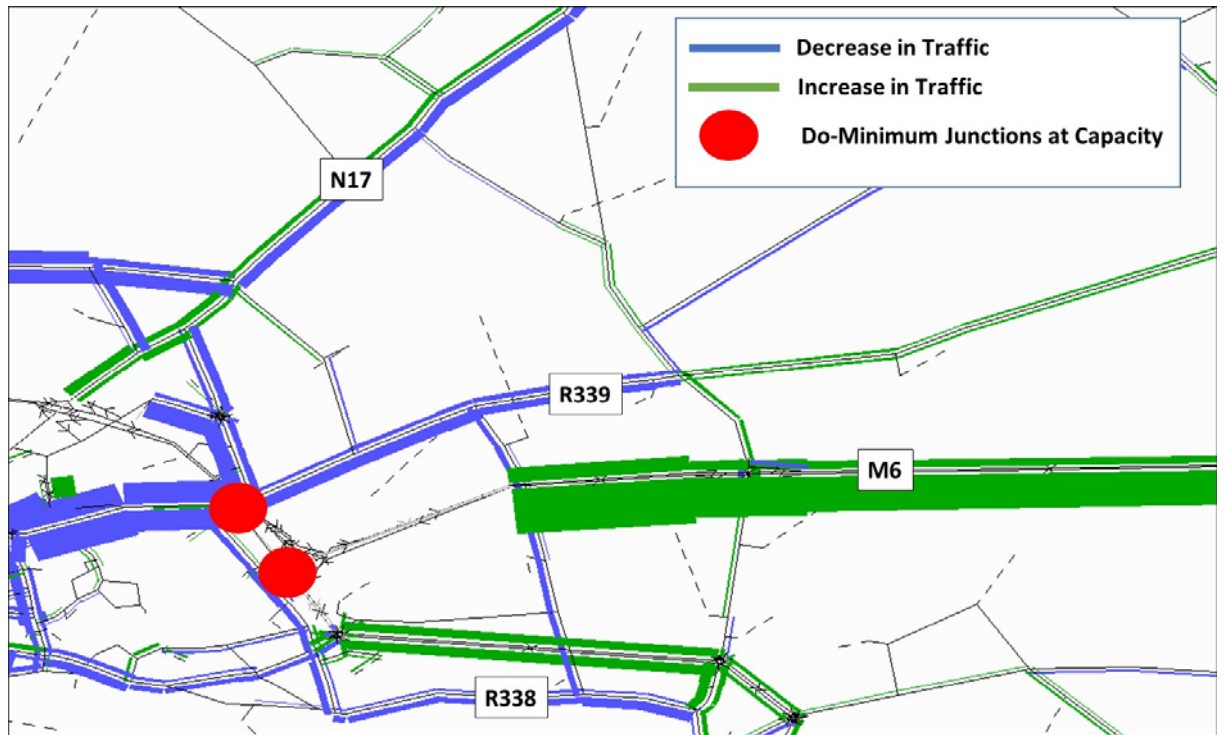 Decrease in Traffic
Increase in Traffic
Do-Minimum Junctions at Capacity
N17
R339
M6
R338